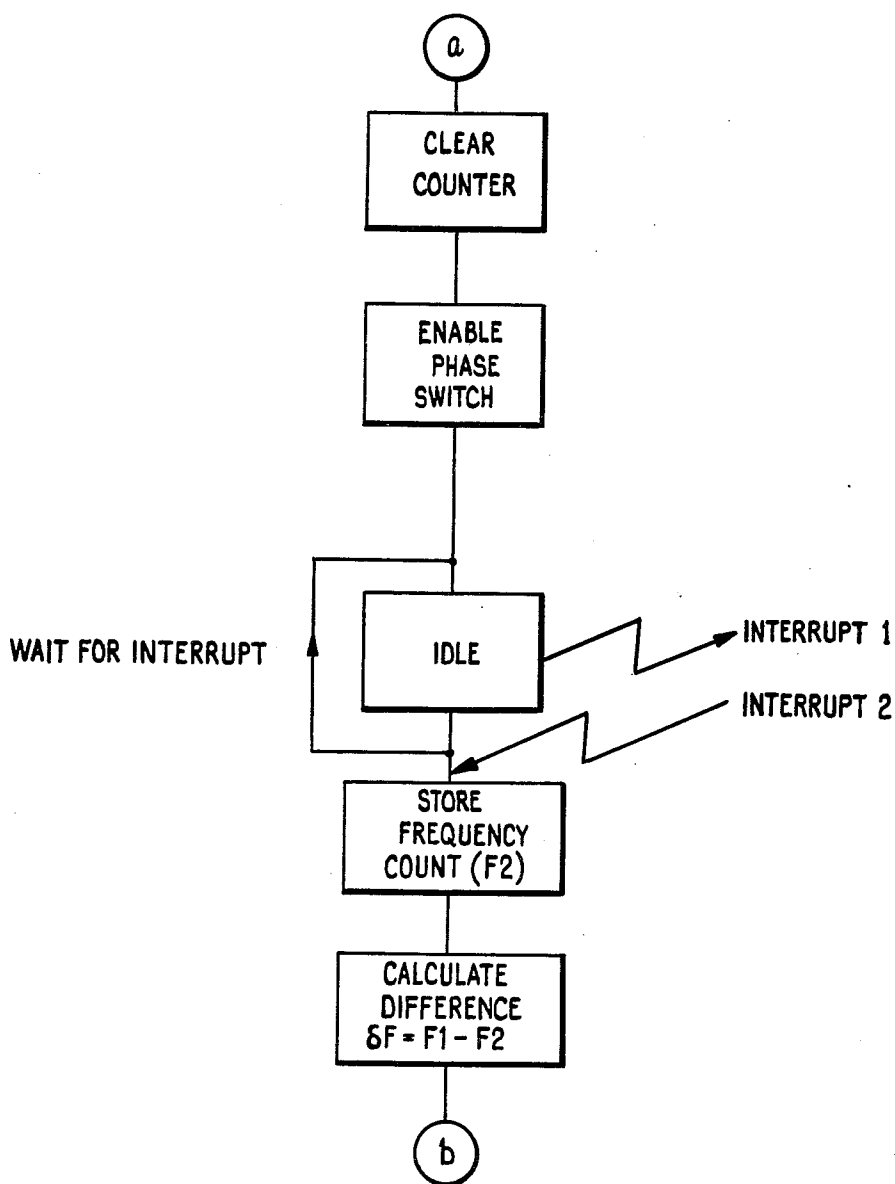 a
CLEAR
COUNTER
ENABLE
PHASE
SWITCH
WAIT FOR INTERRUPT
IDLE
INTERRUPT 1
INTERRUPT 2
STORE
FREQUENCY
COUNT (F2)
CALCULATE
DIFFERENCE
δF = F1 - F2
b